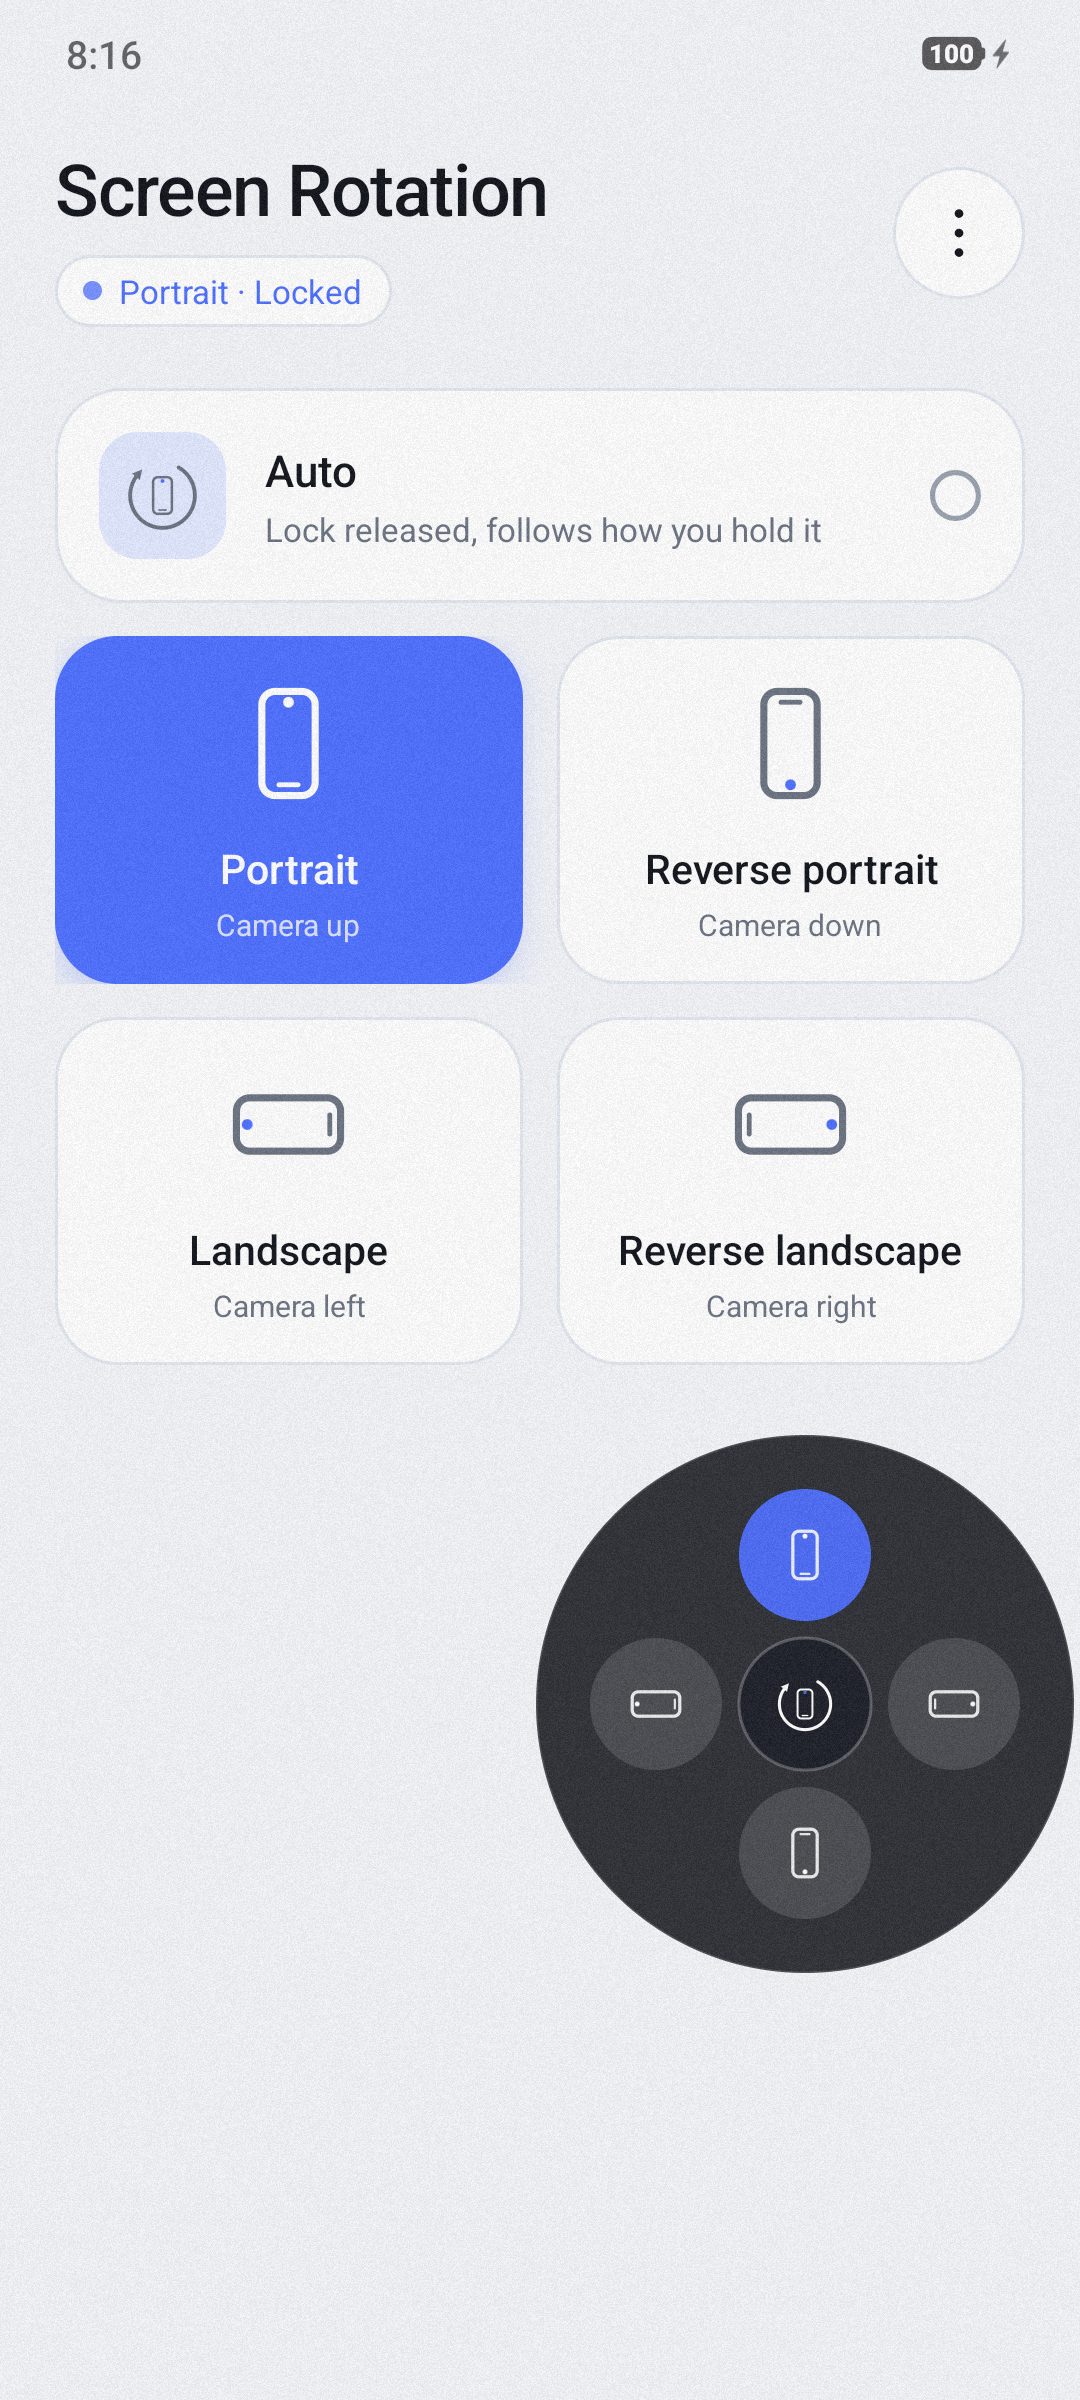 8:16
100
Screen Rotation
Portrait · Locked
Auto
Lock released, follows how you hold it
Portrait
Camera up
Reverse portrait
Camera down
Landscape
Camera left
Reverse landscape
Camera right